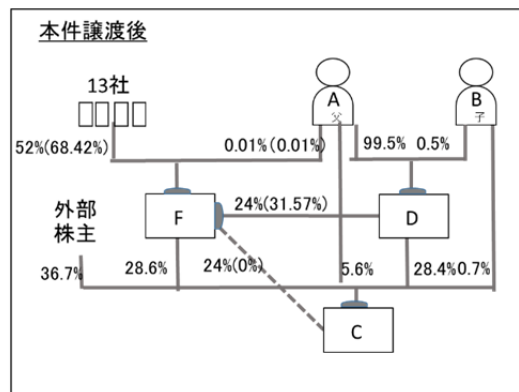 本件譲渡後
13社
A
父
B
子
52%(68.42%)
0.01%(0.01%)
99.5%
0.5%
外部
株主
F
24%(31.57%)
D
36.7%
28.6%
24%(0%)
5.6%
28.4%
0.7%
C